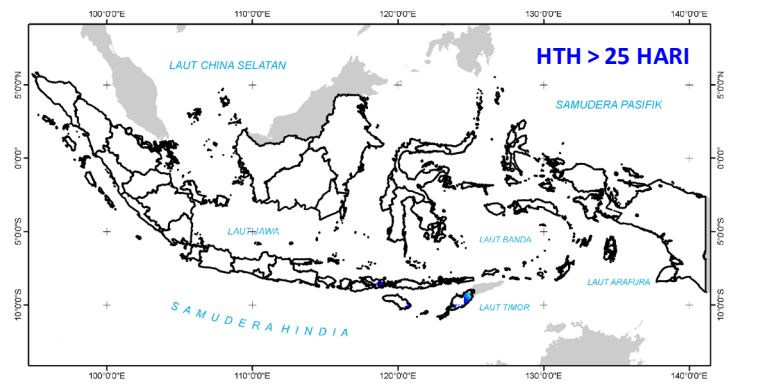 100°0'0"E 110°0'0"E 120°0'0"E 130°0'0"E 140°0'0"E
HTH > 25 HARI
LAUT CHINA SELATAN
5°0'0"N 5°0'0"N
SAMUDERA PASIFIK
0°0'0" 0°0'0"
LAUT JAWA
5°0'0"S 5°0'0"S
LAUT BANDA
LAUT ARAFURA
10°0'0"S 10°0'0"S
SAMUDERA HINDIA
LAUT TIMOR
100°0'0"E 110°0'0"E 120°0'0"E 130°0'0"E 140°0'0"E